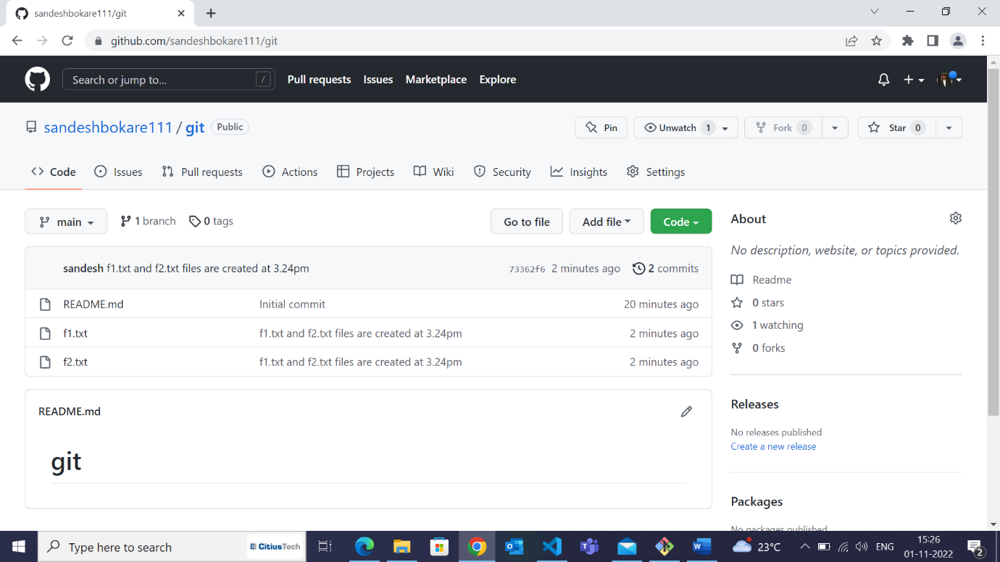 sandeshbokare111/git
github.com/sandeshbokare111/git
Search or jump to... / Pull requests Issues Marketplace Explore
sandeshbokare111 / git Public Pin Unwatch 1 Fork 0 Star 0
Code Issues Pull requests Actions Projects Wiki Security Insights Settings
main 1 branch 0 tags Go to file Add file Code
sandesh f1.txt and f2.txt files are created at 3.24pm 73362f6 2 minutes ago 2 commits
README.md Initial commit 20 minutes ago
f1.txt f1.txt and f2.txt files are created at 3.24pm 2 minutes ago
f2.txt f1.txt and f2.txt files are created at 3.24pm 2 minutes ago
README.md
git
About
No description, website, or topics provided.
Readme
0 stars
1 watching
0 forks
Releases
No releases published
Create a new release
Packages
No packages published
Type here to search CitiusTech 23°C ENG 15:26
01-11-2022 2